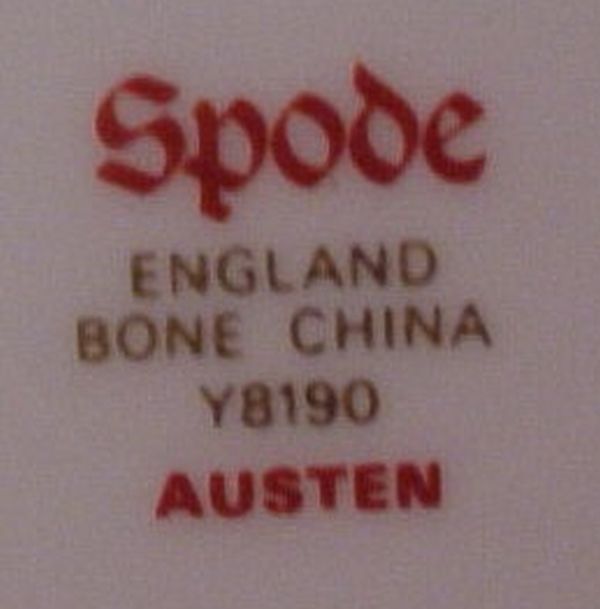 Spode
ENGLAND
BONE CHINA
Y8190
AUSTEN